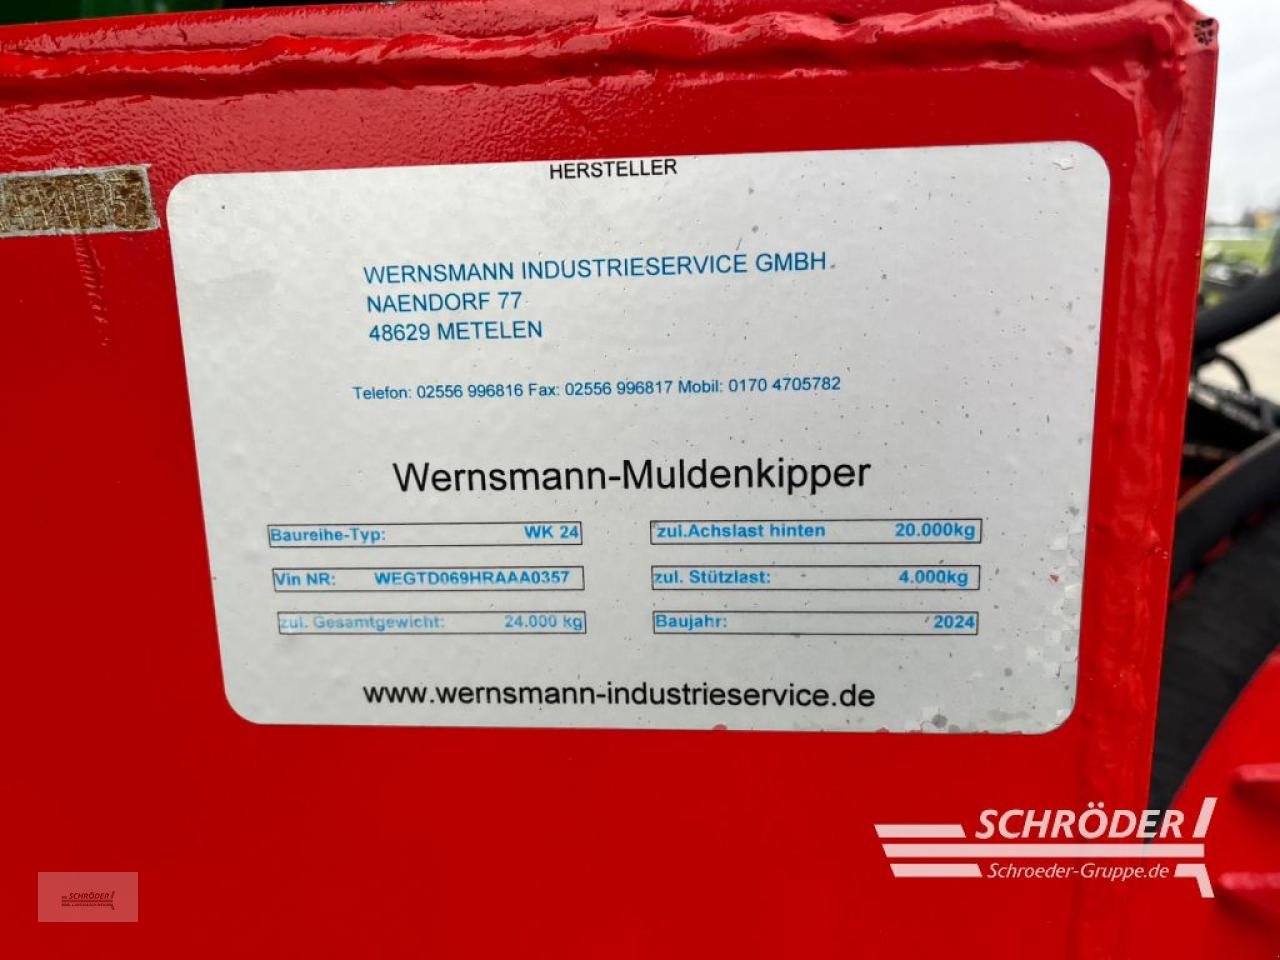 HERSTELLER
WERNSMANN INDUSTRIESERVICE GMBH
NAENDORF 77
48629 METELEN
Telefon: 02556 996816 Fax: 02556 996817 Mobil: 0170 4705782
Wernsmann-Muldenkipper
Baureihe-Typ: WK 24 zul.Achslast hinten 20.000kg
Vin NR: WEGTD069HRAAA0357 zul. Stützlast: 4.000kg
zul. Gesamtgewicht: 24.000 kg Baujahr: 2024
www.wernsmann-industrieservice.de
SCHRÖDER
Schroeder-Gruppe.de
SCHRÖDER